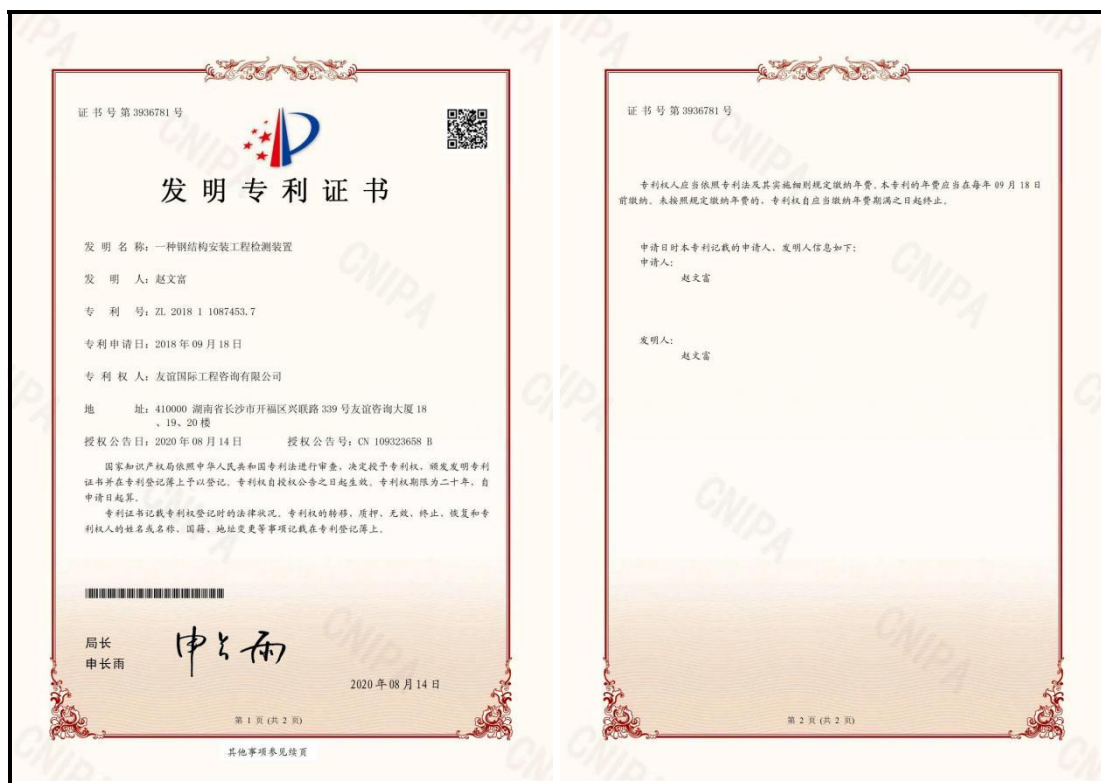 证书号第3936781号
发明专利证书
发明名称：一种钢结构安装工程检测装置
发明人：赵文富
专利号：ZL 2018 1 1087453.7
专利申请日：2018年09月18日
专利权人：友谊国际工程咨询有限公司
地址：410000 湖南省长沙市开福区兴联路339号友谊咨询大厦18
、19、20楼
授权公告日：2020年08月14日 授权公告号：CN 109323658 B
国家知识产权局依照中华人民共和国专利法进行审查，决定授予专利权，颁发发明专利
证书并在专利登记簿上予以登记。专利权自授权公告之日起生效。专利权期限为二十年，自
申请日起算。
专利证书记载专利权登记时的法律状况。专利权的转移、质押、无效、终止、恢复和专
利权人的姓名或名称、国籍、地址变更等事项记载在专利登记簿上。
局长
申长雨
申长雨
2020年08月14日
第 1 页 (共 2 页)
其他事项参见续页
证书号第3936781号
专利权人应当依照专利法及其实施细则规定缴纳年费。本专利的年费应当在每年09月18日
前缴纳。未按照规定缴纳年费的，专利权自应当缴纳年费期满之日起终止。
申请日时本专利记载的申请人、发明人信息如下：
申请人：
赵文富
发明人：
赵文富
第 2 页 (共 2 页)
CNIPA